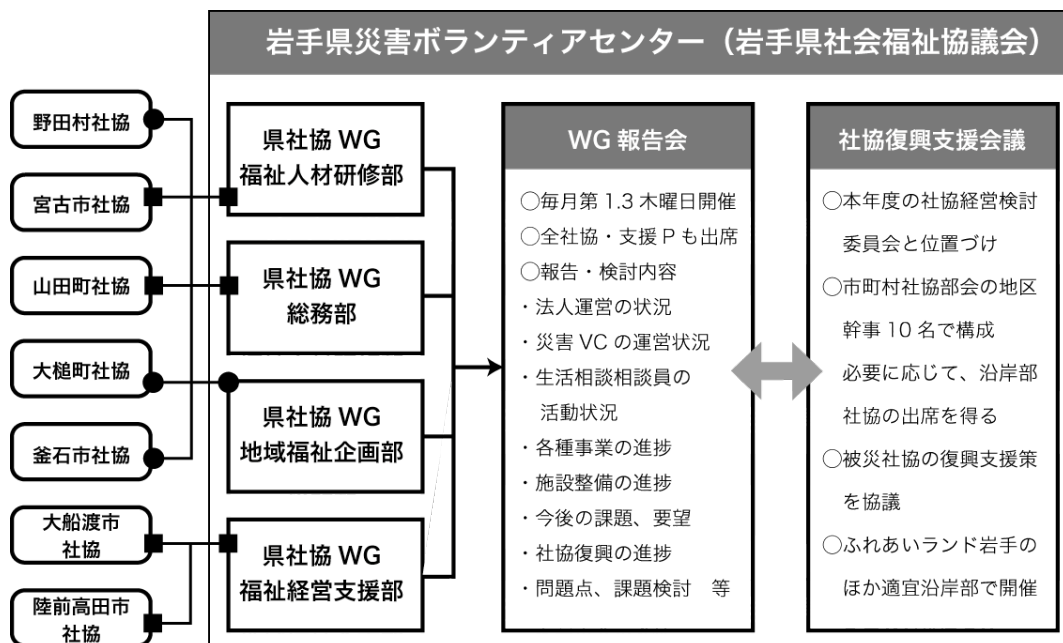 岩手県災害ボランティアセンター（岩手県社会福祉協議会）
野田村社協
宮古市社協
山田町社協
大槌町社協
釜石市社協
大船渡市
社協
陸前高田市
社協
県社協 WG
福祉人材研修部
県社協 WG
総務部
県社協 WG
地域福祉企画部
県社協 WG
福祉経営支援部
WG 報告会
○毎月第 1.3 木曜日開催
○全社協・支援 P も出席
○報告・検討内容
・法人運営の状況
・災害 VC の運営状況
・生活相談相談員の
活動状況
・各種事業の進捗
・施設整備の進捗
・今後の課題、要望
・社協復興の進捗
・問題点、課題検討　等
社協復興支援会議
○本年度の社協経営検討
委員会と位置づけ
○市町村社協部会の地区
幹事 10 名で構成
必要に応じて、沿岸部
社協の出席を得る
○被災社協の復興支援策
を協議
○ふれあいランド岩手の
ほか適宜沿岸部で開催